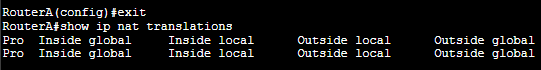 RouterA(config)#exit
RouterA#show ip nat translations
Pro Inside global Inside local Outside local Outside global
Pro Inside global Inside local Outside local Outside global